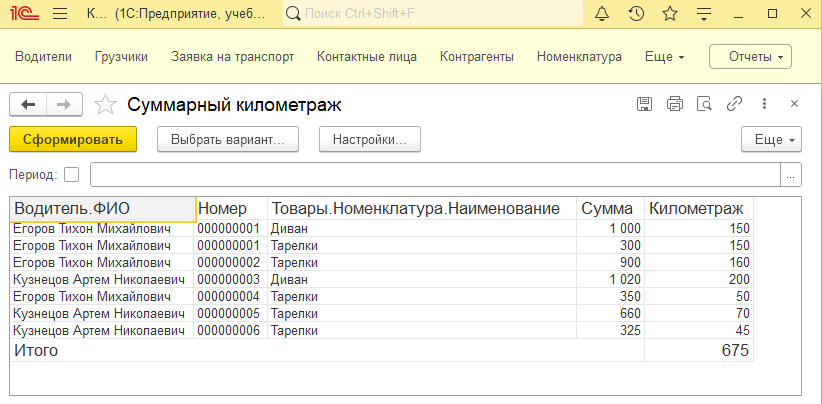 1С К... (1С:Предприятие, учеб... Поиск Ctrl+Shift+F
Водители Грузчики Заявка на транспорт Контактные лица Контрагенты Номенклатура Еще Отчеты
Суммарный километраж
Сформировать Выбрать вариант... Настройки... Еще
Период: ...
Водитель.ФИО Номер Товары.Номенклатура.Наименование Сумма Километраж
Егоров Тихон Михайлович 000000001 Диван 1 000 150
Егоров Тихон Михайлович 000000001 Тарелки 300 150
Егоров Тихон Михайлович 000000002 Тарелки 900 160
Кузнецов Артем Николаевич 000000003 Диван 1 020 200
Егоров Тихон Михайлович 000000004 Тарелки 350 50
Кузнецов Артем Николаевич 000000005 Тарелки 660 70
Кузнецов Артем Николаевич 000000006 Тарелки 325 45
Итого 675